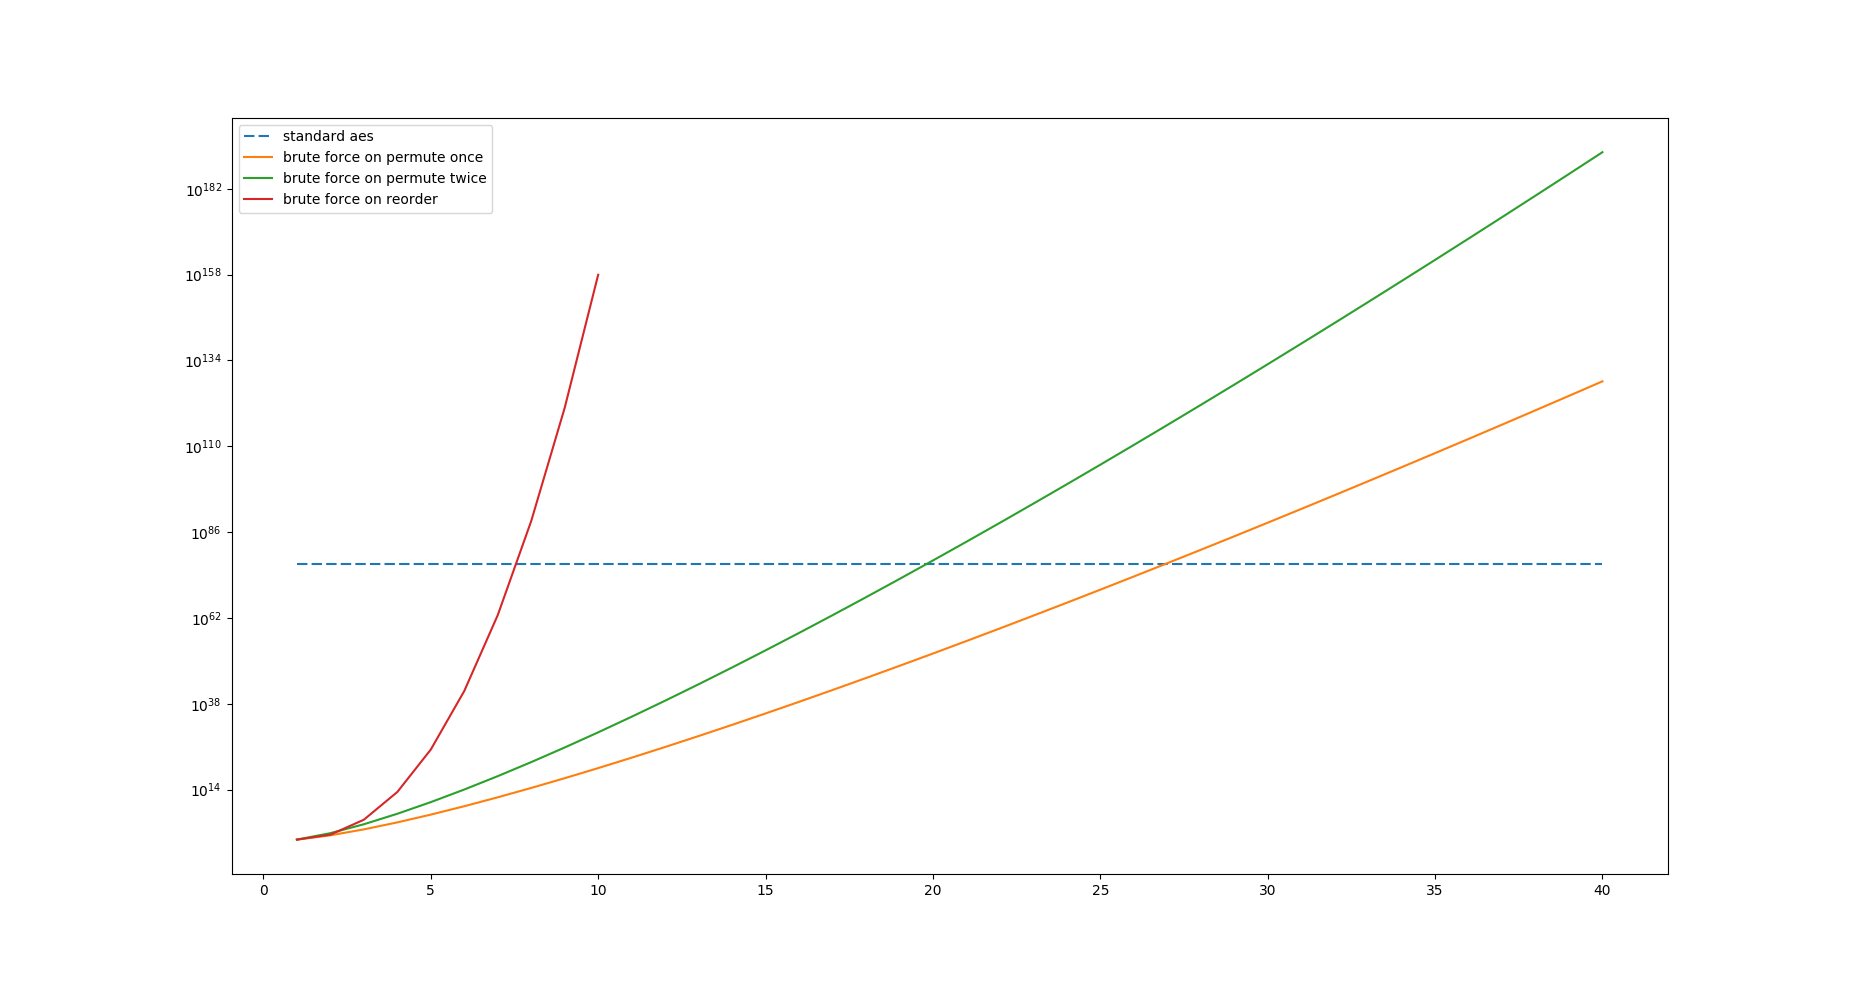 standard aes
brute force on permute once
brute force on permute twice
brute force on reorder
10^182
10^158
10^134
10^110
10^86
10^62
10^38
10^14
0 5 10 15 20 25 30 35 40